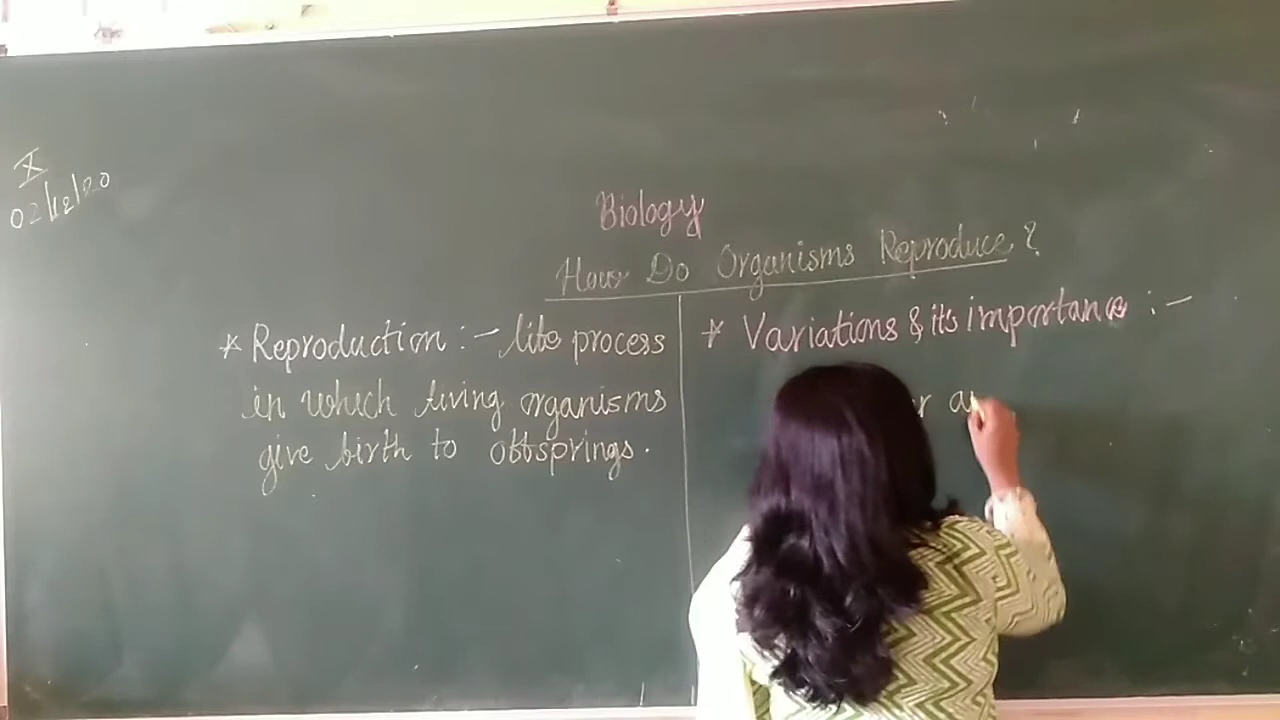 X
02/12/20
Biology
How Do Organisms Reproduce?
* Reproduction :- life process
in which living organisms
give birth to offsprings.
* Variations & its importance :-